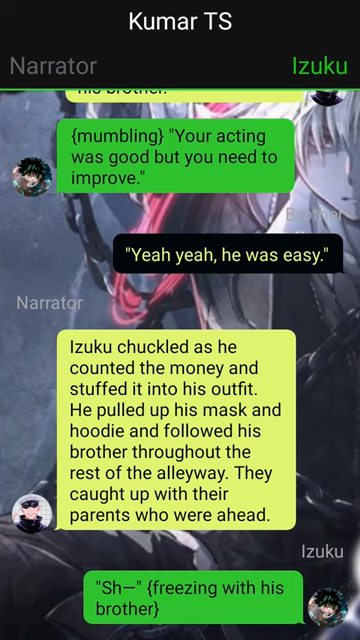 Kumar TS
Narrator
Izuku
his brother.
{mumbling} "Your acting
was good but you need to
improve."
Brother
"Yeah yeah, he was easy."
Narrator
Izuku chuckled as he
counted the money and
stuffed it into his outfit.
He pulled up his mask and
hoodie and followed his
brother throughout the
rest of the alleyway. They
caught up with their
parents who were ahead.
Izuku
"Sh—" {freezing with his
brother}